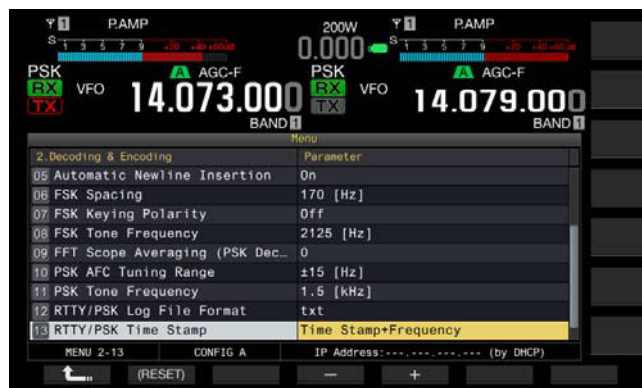 1 P.AMP 200W 1 P.AMP
S 1 3 5 7 9 +20 +40 +60dB 0.000 S 1 3 5 7 9 +20 +40 +60dB
PSK A AGC-F PSK A AGC-F
RX VFO 14.073.000 RX VFO 14.079.000
TX TX
BAND 1 BAND 1
Menu
2.Decoding & Encoding Parameter
05 Automatic Newline Insertion On
06 FSK Spacing 170 [Hz]
07 FSK Keying Polarity Off
08 FSK Tone Frequency 2125 [Hz]
09 FFT Scope Averaging (PSK Dec… 0
10 PSK AFC Tuning Range ±15 [Hz]
11 PSK Tone Frequency 1.5 [kHz]
12 RTTY/PSK Log File Format txt
13 RTTY/PSK Time Stamp Time Stamp+Frequency
MENU 2-13 CONFIG A IP Address:---.---.---.--- (by DHCP)
(RESET) − +